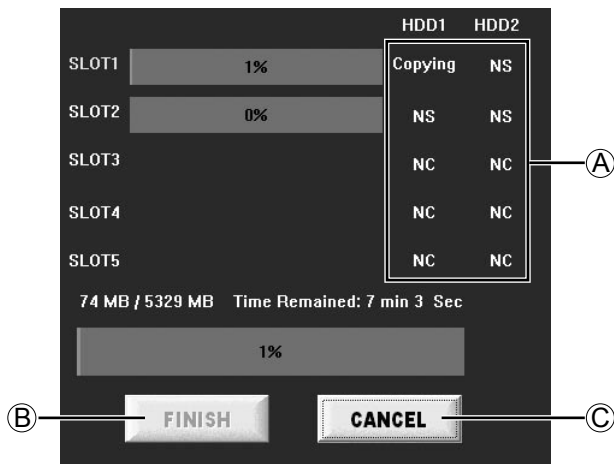 HDD1 HDD2
SLOT1 1% Copying NS
SLOT2 0% NS NS
SLOT3 NC NC
A
SLOT4 NC NC
SLOT5 NC NC
74 MB / 5329 MB Time Remained: 7 min 3 Sec
1%
B FINISH CANCEL C